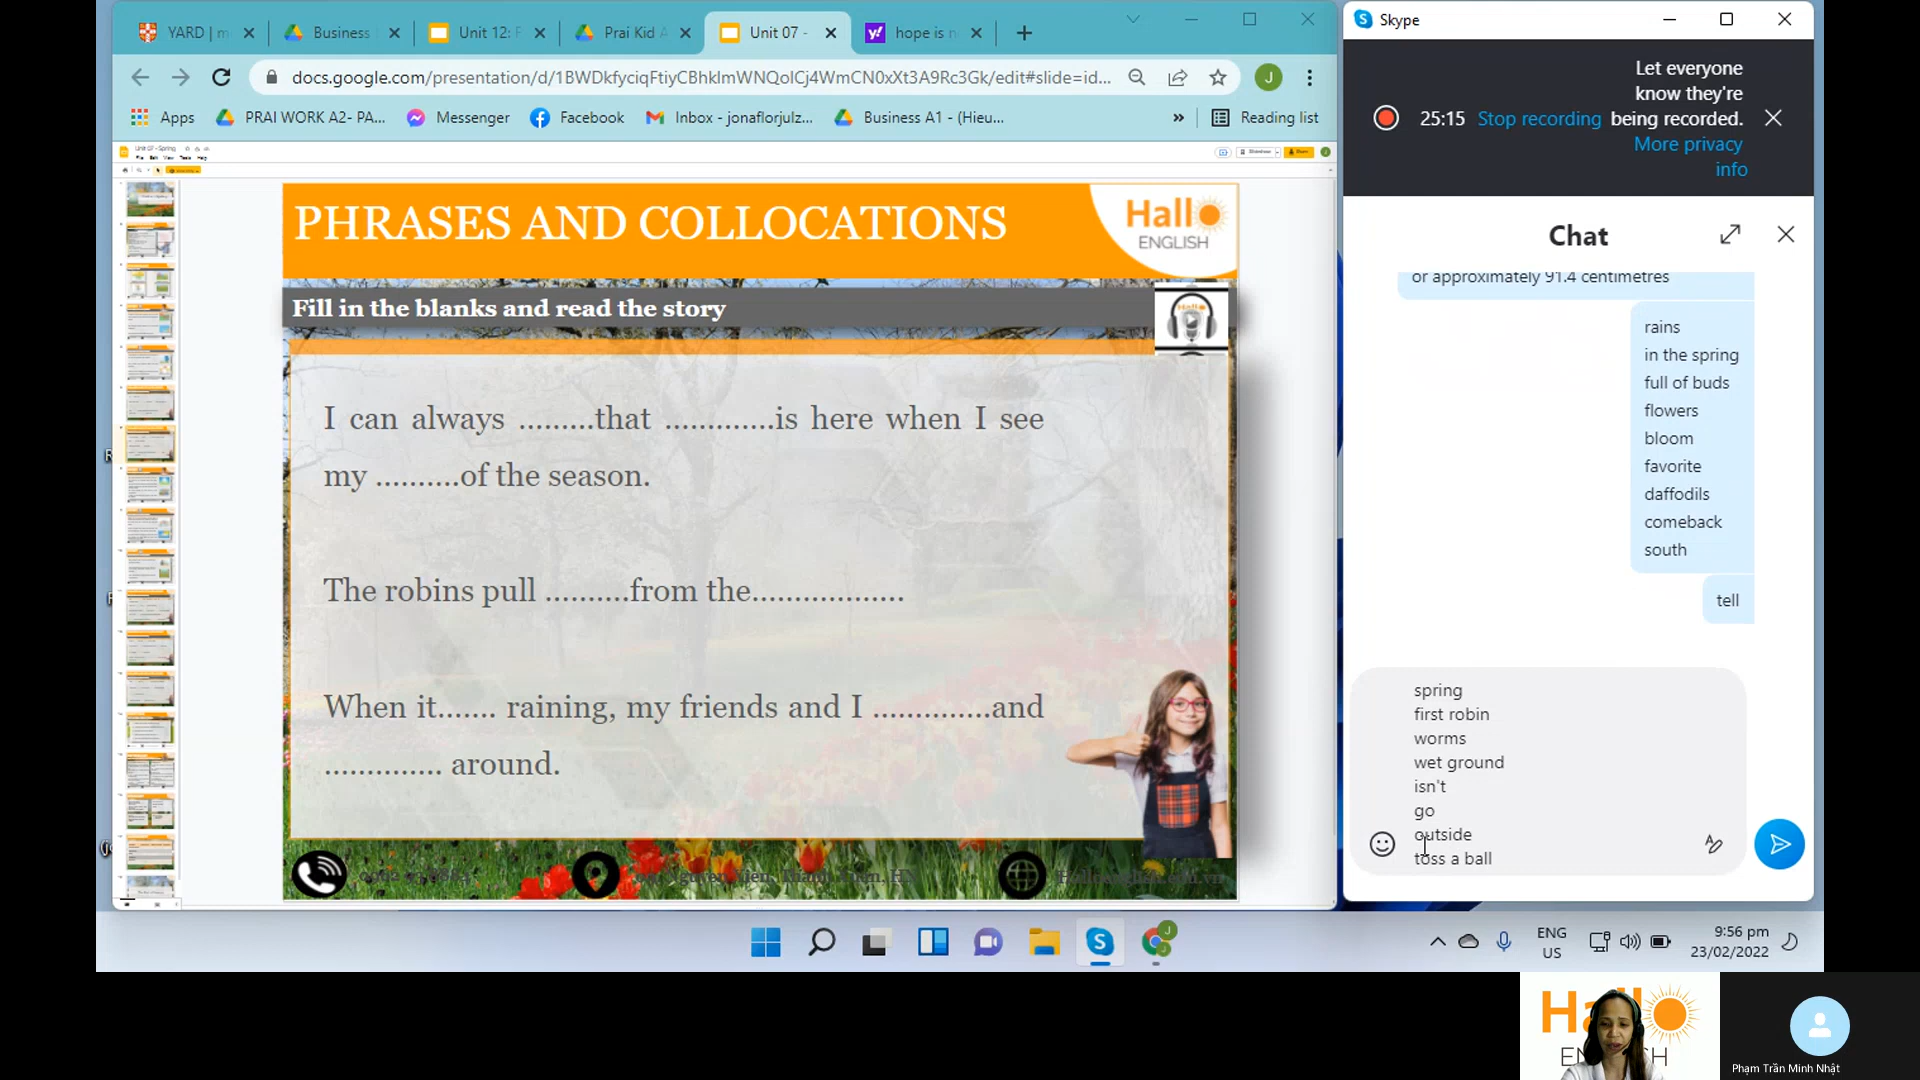 YARD | m
Business
Unit 12: F
Prai Kid A
Unit 07 -
hope is n
docs.google.com/presentation/d/1BWDkfyciqFtiyCBhklmWNQolCj4WmCN0xXt3A9Rc3Gk/edit#slide=id...
J
Apps
PRAI WORK A2- PA...
Messenger
Facebook
Inbox - jonaflorjulz...
Business A1 - (Hieu...
»
Reading list
Unit 07 - Spring
PHRASES AND COLLOCATIONS
Hallo
ENGLISH
Fill in the blanks and read the story
I can always .........that .............is here when I see
my ..........of the season.
The robins pull ..........from the..................
When it....... raining, my friends and I ..............and
.............. around.
Skype
25:15
Stop recording
Let everyone
know they're
being recorded.
More privacy
info
Chat
or approximately 91.4 centimetres
rains
in the spring
full of buds
flowers
bloom
favorite
daffodils
comeback
south
tell
spring
first robin
worms
wet ground
isn't
go
outside
toss a ball
ENG
US
9:56 pm
23/02/2022
Phạm Trần Minh Nhật